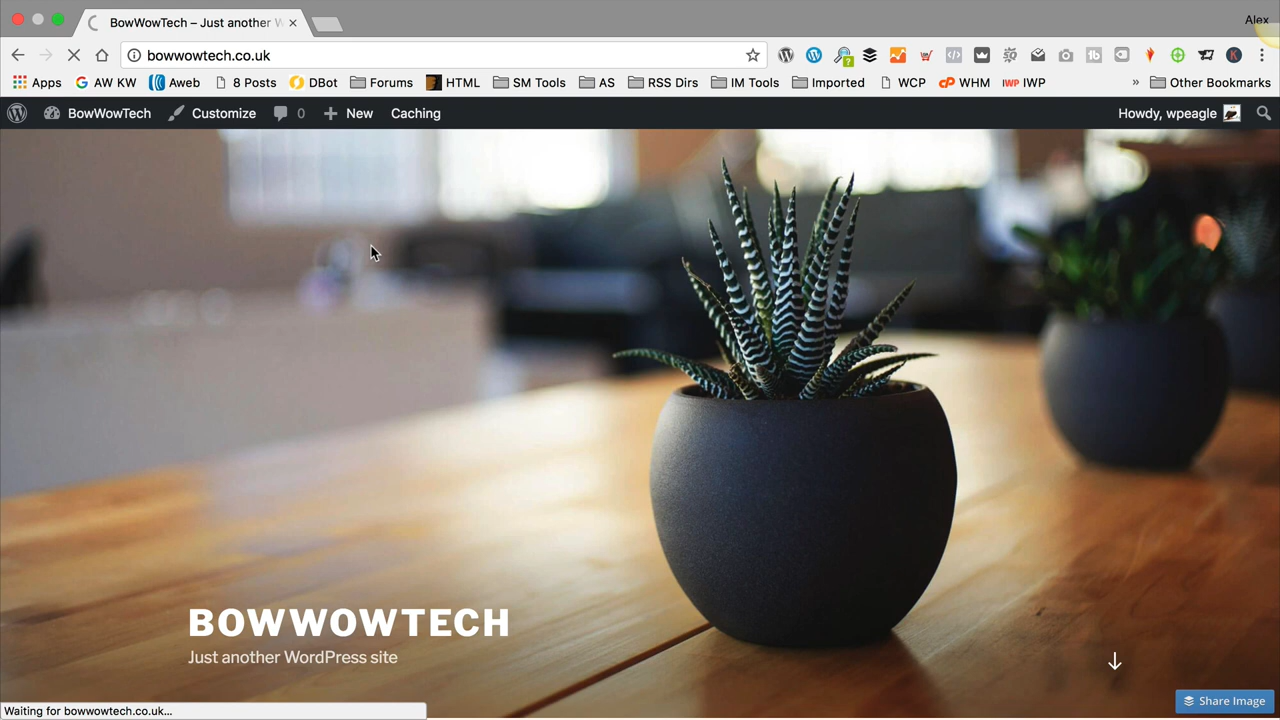 BowWowTech – Just another W
Alex
bowwowtech.co.uk
Apps
AW KW
Aweb
8 Posts
DBot
Forums
HTML
SM Tools
AS
RSS Dirs
IM Tools
Imported
WCP
cP WHM
IWP IWP
» Other Bookmarks
BowWowTech
Customize
0
New
Caching
Howdy, wpeagle
BOWWOWTECH
Just another WordPress site
Share Image
Waiting for bowwowtech.co.uk...